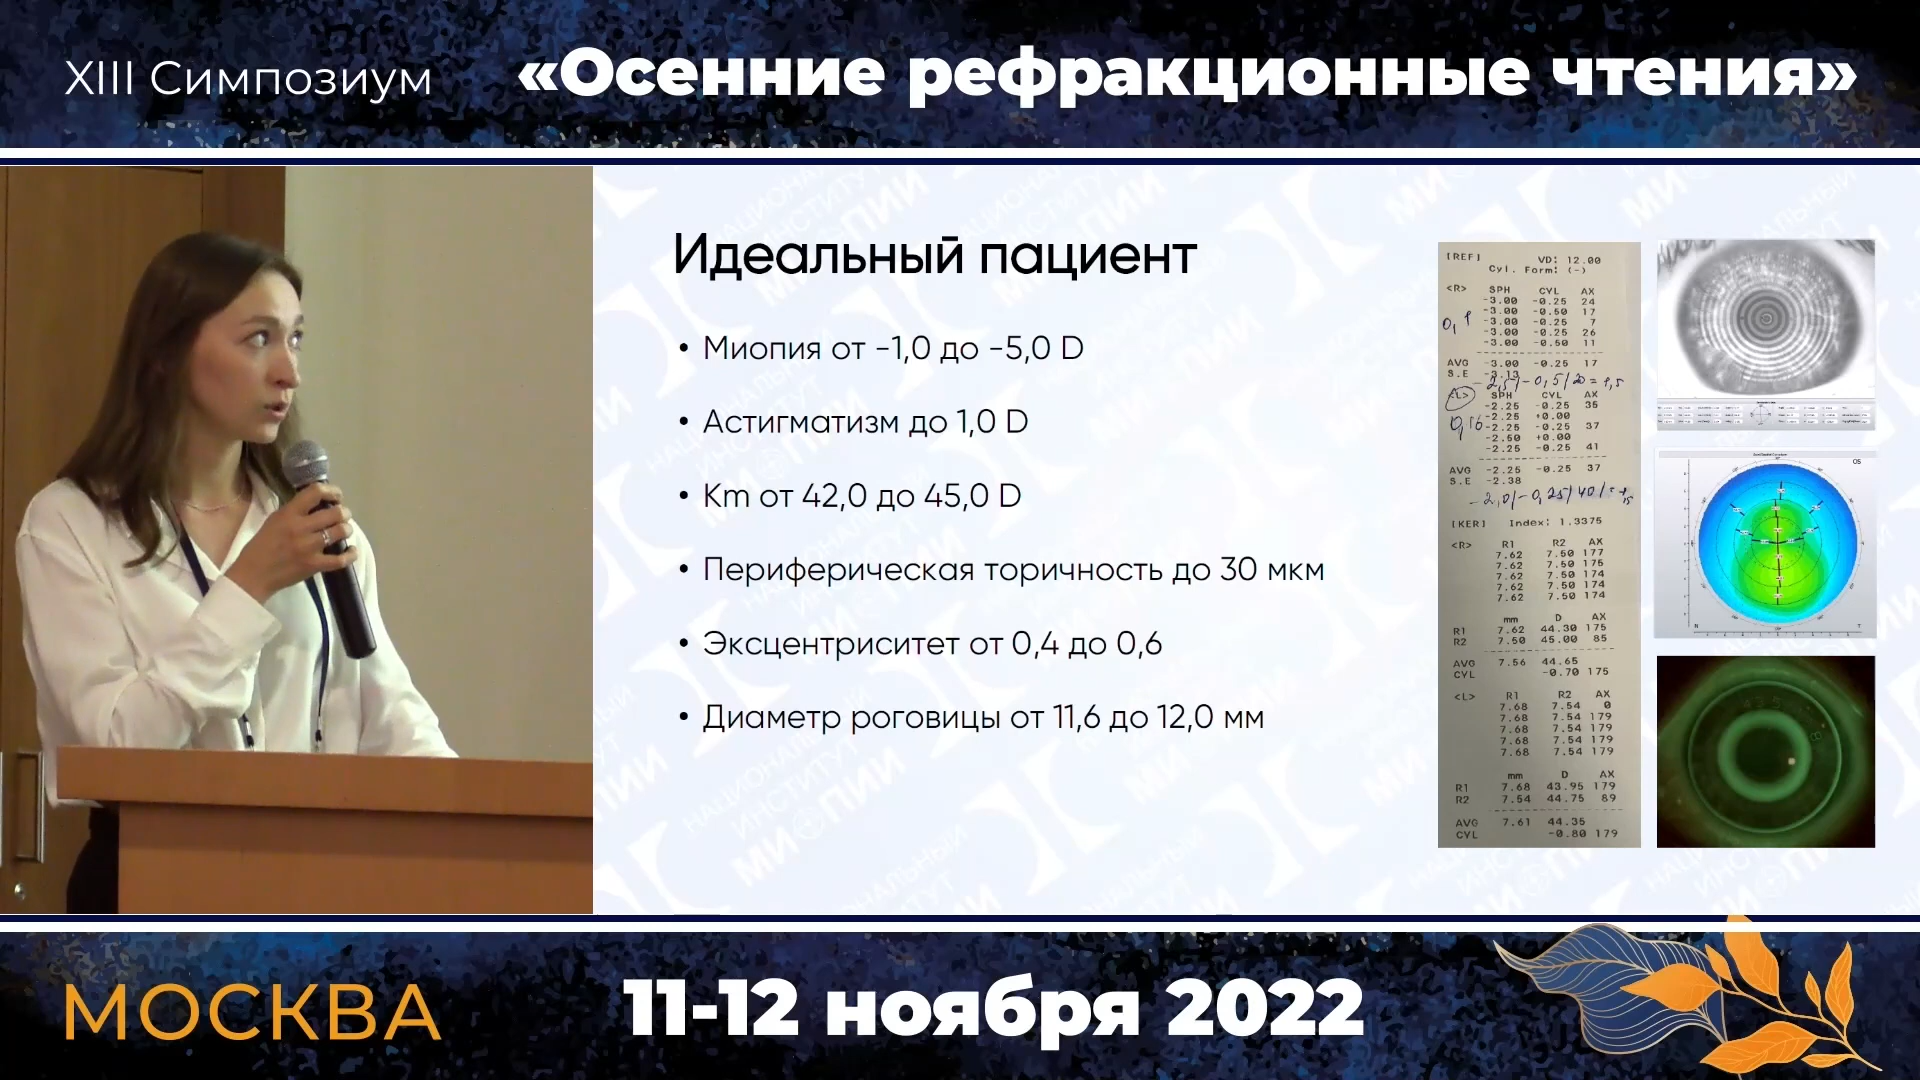 XIII Симпозиум «Осенние рефракционные чтения»
Идеальный пациент
• Миопия от -1,0 до -5,0 D
• Астигматизм до 1,0 D
• Km от 42,0 до 45,0 D
• Периферическая торичность до 30 мкм
• Эксцентриситет от 0,4 до 0,6
• Диаметр роговицы от 11,6 до 12,0 мм
[REF] VD: 12.00
Cyl. Form: (-)
<R> SPH CYL AX
-3.00 -0.25 24
-3.00 -0.50 17
-3.00 -0.25 7
-3.00 -0.25 26
-3.00 -0.50 11
AVG -3.00 -0.25 17
S.E -3.13
<L> SPH CYL AX
-2.25 -0.25 35
-2.25 +0.00
0,16 -2.25 -0.25 37
-2.50 +0.00
-2.25 -0.25 41
AVG -2.25 -0.25 37
S.E -2.38
[KER] Index: 1.3375
<R> R1 R2 AX
7.62 7.50 177
7.62 7.50 175
7.62 7.50 174
7.62 7.50 174
7.62 7.50 174
mm D AX
R1 7.62 44.30 175
R2 7.50 45.00 85
AVG 7.56 44.65
CYL -0.70 175
<L> R1 R2 AX
7.68 7.54 0
7.68 7.54 179
7.68 7.54 179
7.68 7.54 179
7.68 7.54 179
mm D AX
R1 7.68 43.95 179
R2 7.54 44.75 89
AVG 7.61 44.35
CYL -0.80 179
OS
N T
НАЦИОНАЛЬНЫЙ
ИНСТИТУТ
МИОПИИ
МОСКВА 11-12 ноября 2022